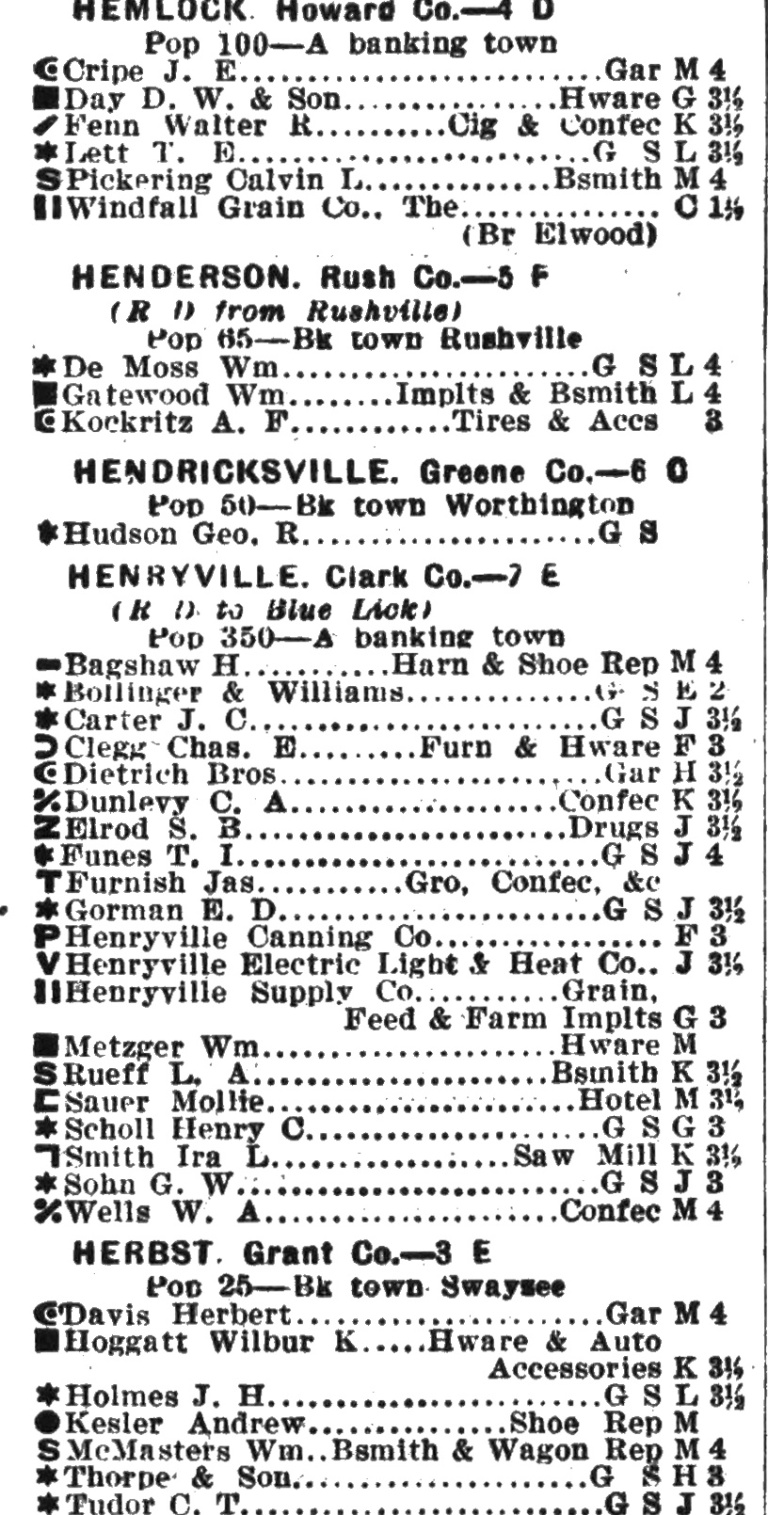 HEMLOCK. Howard Co.—4 D
Pop 100—A banking town
Cripe J. E..........Gar M 4
■Day D. W. & Son..........Hware G 3½
Fenn Walter R..........Cig & Confec K 3½
*Lett T. E..........G S L 3½
S Pickering Calvin L..........Bsmith M 4
Windfall Grain Co., The.......... C 1½
(Br Elwood)
HENDERSON. Rush Co.—5 F
(R D from Rushville)
Pop 65—Bk town Rushville
*De Moss Wm..........G S L 4
■Gatewood Wm........Implts & Bsmith L 4
Kockritz A. F..........Tires & Accs 3
HENDRICKSVILLE. Greene Co.—6 C
Pop 50—Bk town Worthington
*Hudson Geo. R..........G S
HENRYVILLE. Clark Co.—7 E
(R D to Blue Lick)
Pop 350—A banking town
Bagshaw H..........Harn & Shoe Rep M 4
*Bollinger & Williams..........G S E 2
*Carter J. C..........G S J 3½
Clegg Chas. E..........Furn & Hware F 3
Dietrich Bros..........Gar H 3½
%Dunlevy C. A..........Confec K 3½
Z Elrod S. B..........Drugs J 3½
*Funes T. I..........G S J 4
T Furnish Jas..........Gro, Confec, &c
*Gorman E. D..........G S J 3½
P Henryville Canning Co.......... F 3
V Henryville Electric Light & Heat Co.. J 3½
Henryville Supply Co..........Grain,
Feed & Farm Implts G 3
■Metzger Wm..........Hware M
S Rueff L. A..........Bsmith K 3½
Sauer Mollie..........Hotel M 3½
*Scholl Henry C..........G S G 3
Smith Ira L..........Saw Mill K 3½
*Sohn G. W..........G S J 3
%Wells W. A..........Confec M 4
HERBST. Grant Co.—3 E
Pop 25—Bk town Swaysee
Davis Herbert..........Gar M 4
■Hoggatt Wilbur K.....Hware & Auto
Accessories K 3½
*Holmes J. H..........G S L 3½
●Kesler Andrew..........Shoe Rep M
S McMasters Wm..Bsmith & Wagon Rep M 4
*Thorpe & Son..........G S H 3
*Tudor C. T..........G S J 3½